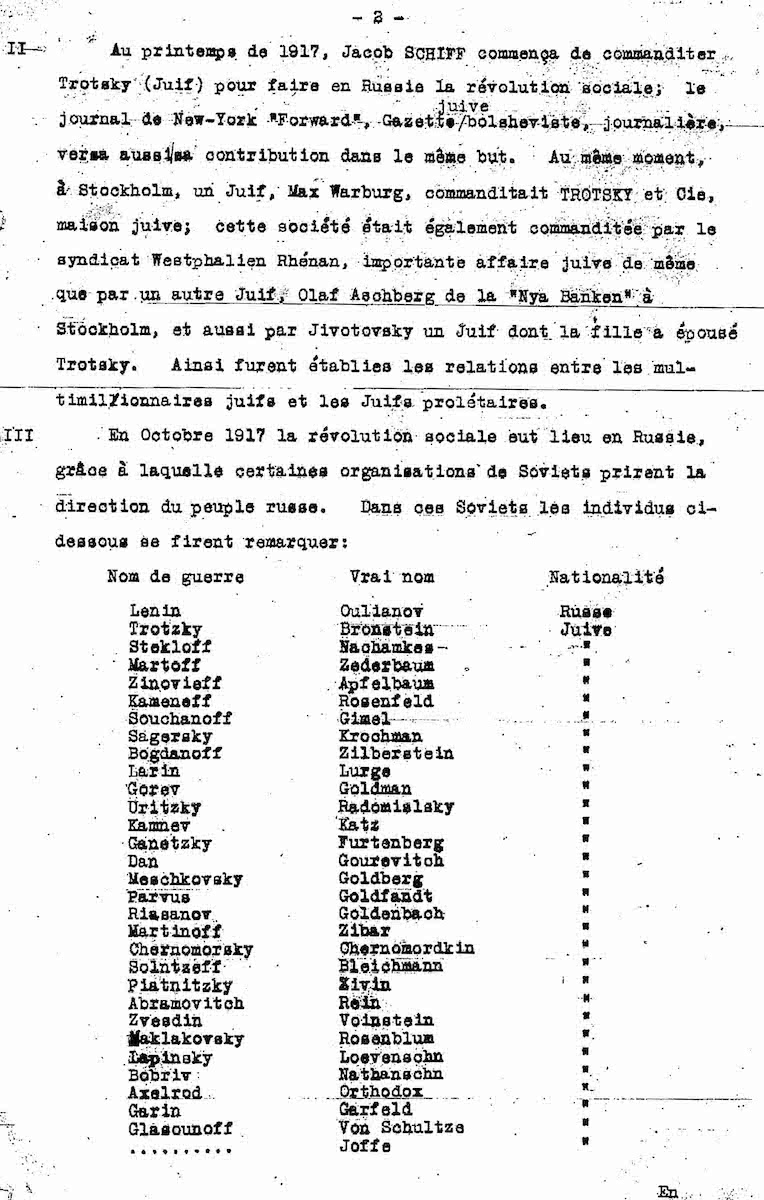 - 2 -
II Au printemps de 1917, Jacob SCHIFF commença de commanditer
Trotsky (Juif) pour faire en Russie la révolution sociale; le
juive
journal de New-York "Forward", Gazette/bolsheviste, journalière,
versa aussi/sa contribution dans le même but. Au même moment,
à Stockholm, un Juif, Max Warburg, commanditait TROTSKY et Cie,
maison juive; cette société était également commanditée par le
syndicat Westphalien Rhénan, importante affaire juive de même
que par un autre Juif, Olaf Aschberg de la "Nya Banken" à
Stockholm, et aussi par Jivotovsky un Juif dont la fille a épousé
Trotsky. Ainsi furent établies les relations entre les mul-
timillionnaires juifs et les Juifs prolétaires.
III En Octobre 1917 la révolution sociale eut lieu en Russie,
grâce à laquelle certaines organisations de Soviets prirent la
direction du peuple russe. Dans ces Soviets les individus ci-
dessous se firent remarquer:
Nom de guerre Vrai nom Nationalité
Lenin Oulianov Russe
Trotzky Bronstein Juive
Stekloff Nachamkes "
Martoff Zederbaum "
Zinovieff Apfelbaum "
Kameneff Rosenfeld "
Souchanoff Gimel "
Sagersky Krochman "
Bogdanoff Zilberstein "
Larin Lurge "
Gorev Goldman "
Uritzky Radomislsky "
Kamnev Katz "
Ganetzky Furtenberg "
Dan Gourevitch "
Meschkovsky Goldberg "
Parvus Goldfandt "
Riasanov Goldenbach "
Martinoff Zibar "
Chernomorsky Chernomordkin "
Solntzeff Bleichmann "
Piatnitzky Zivin "
Abramovitch Rein "
Zvesdin Voinstein "
Maklakovsky Rosenblum "
Lapinsky Loevensohn "
Bobriv Nathansohn "
Axelrod Orthodox "
Garin Garfeld "
Glasounoff Von Schultze "
.......... Joffe "
En